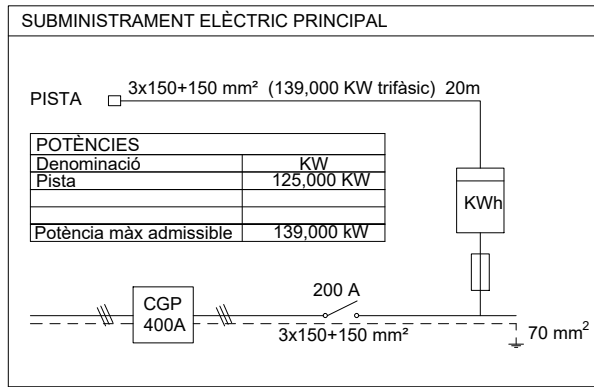 SUBMINISTRAMENT ELÈCTRIC PRINCIPAL
PISTA 3x150+150 mm² (139,000 KW trifàsic) 20m
POTÈNCIES
Denominació KW
Pista 125,000 KW
Potència màx admissible 139,000 kW
KWh
CGP
400A
200 A
3x150+150 mm²
70 mm²